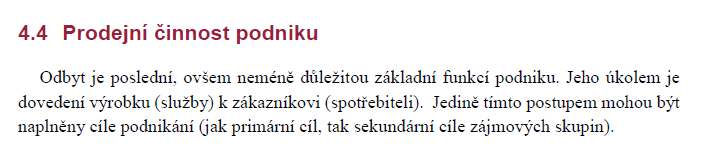 4.4 Prodejní činnost podniku
Odbyt je poslední, ovšem neméně důležitou základní funkcí podniku. Jeho úkolem je
dovedení výrobku (služby) k zákazníkovi (spotřebiteli). Jedině tímto postupem mohou být
naplněny cíle podnikání (jak primární cíl, tak sekundární cíle zájmových skupin).